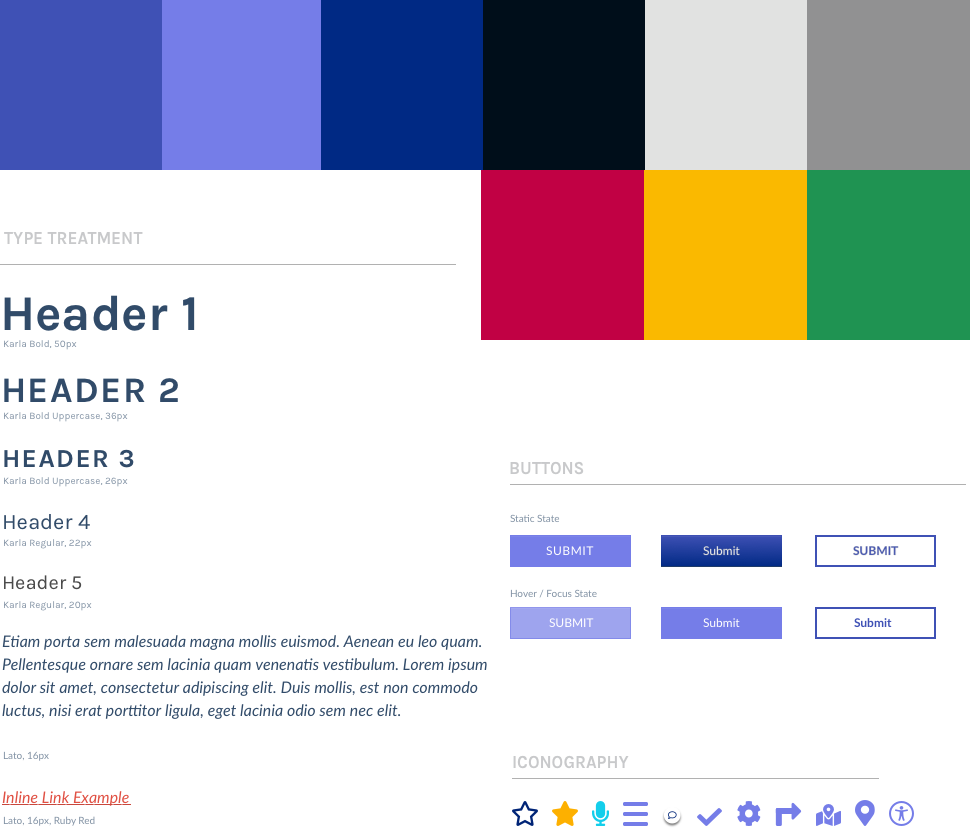 TYPE TREATMENT
Header 1
Karla Bold, 50px
HEADER 2
Karla Bold Uppercase, 36px
HEADER 3
Karla Bold Uppercase, 26px
Header 4
Karla Regular, 22px
Header 5
Karla Regular, 20px
Etiam porta sem malesuada magna mollis euismod. Aenean eu leo quam.
Pellentesque ornare sem lacinia quam venenatis vestibulum. Lorem ipsum
dolor sit amet, consectetur adipiscing elit. Duis mollis, est non commodo
luctus, nisi erat porttitor ligula, eget lacinia odio sem nec elit.
Lato, 16px
Inline Link Example
Lato, 16px, Ruby Red
BUTTONS
Static State
SUBMIT Submit SUBMIT
Hover / Focus State
SUBMIT Submit Submit
ICONOGRAPHY